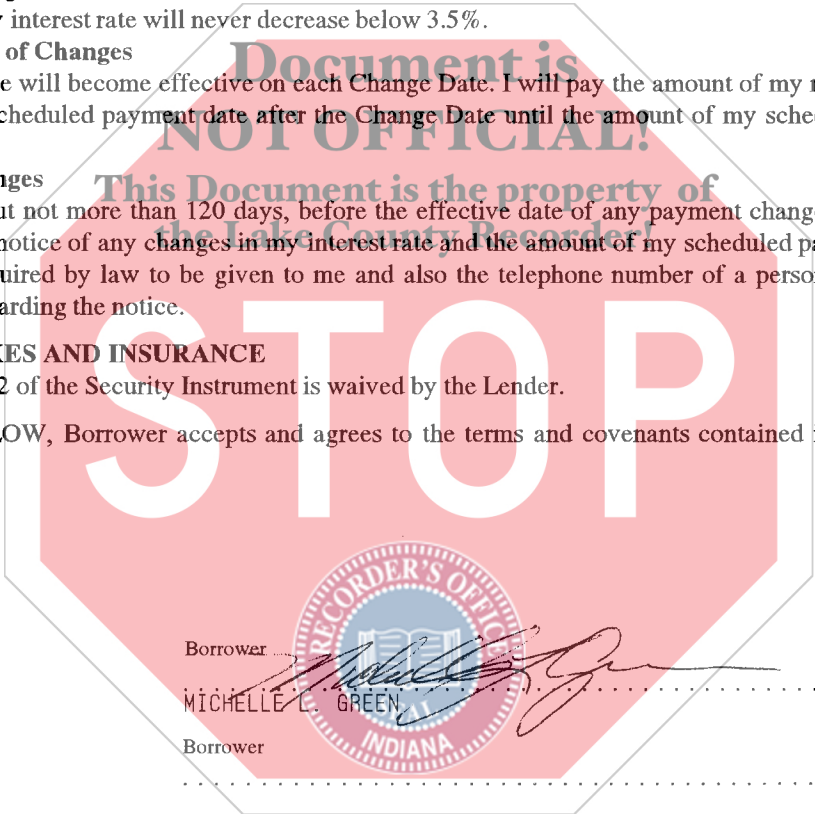 interest rate will never decrease below 3.5%.
of Changes
Document is
e will become effective on each Change Date. I will pay the amount of my
cheduled payment date after the Change Date until the amount of my sche
NOT OFFICIAL!
nges
This Document is the property of
ut not more than 120 days, before the effective date of any payment chang
the Lake County Recorder!
notice of any changes in my interest rate and the amount of my scheduled pa
uired by law to be given to me and also the telephone number of a perso
arding the notice.
ES AND INSURANCE
2 of the Security Instrument is waived by the Lender.
OW, Borrower accepts and agrees to the terms and covenants contained
STOP
RECORDER'S OFFICE
Borrower
MICHELLE L. GREEN
INDIANA
Borrower